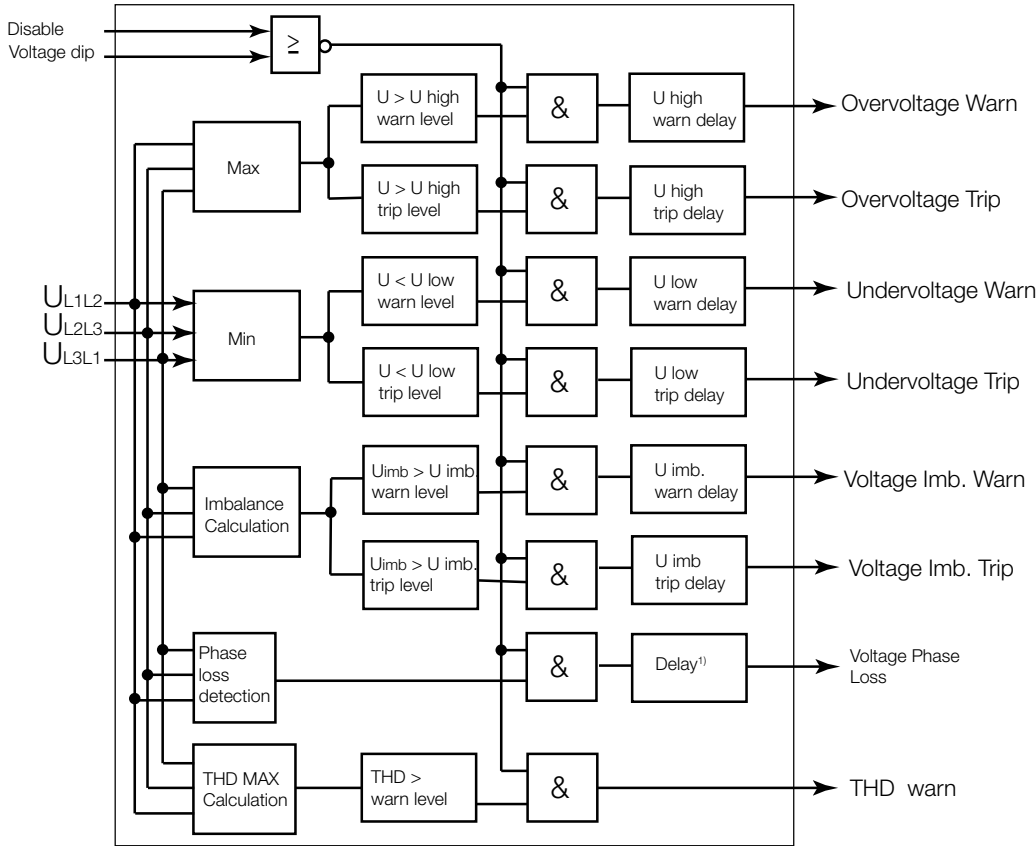 Disable
Voltage dip
≥
U > U high
warn level
&
U high
warn delay
Overvoltage Warn
Max
U > U high
trip level
&
U high
trip delay
Overvoltage Trip
UL1L2
UL2L3
UL3L1
Min
U < U low
warn level
&
U low
warn delay
Undervoltage Warn
U < U low
trip level
&
U low
trip delay
Undervoltage Trip
Imbalance
Calculation
Uimb > U imb.
warn level
&
U imb.
warn delay
Voltage Imb. Warn
Uimb > U imb.
trip level
&
U imb
trip delay
Voltage Imb. Trip
Phase
loss
detection
&
Delay1)
Voltage Phase
Loss
THD MAX
Calculation
THD >
warn level
&
THD warn